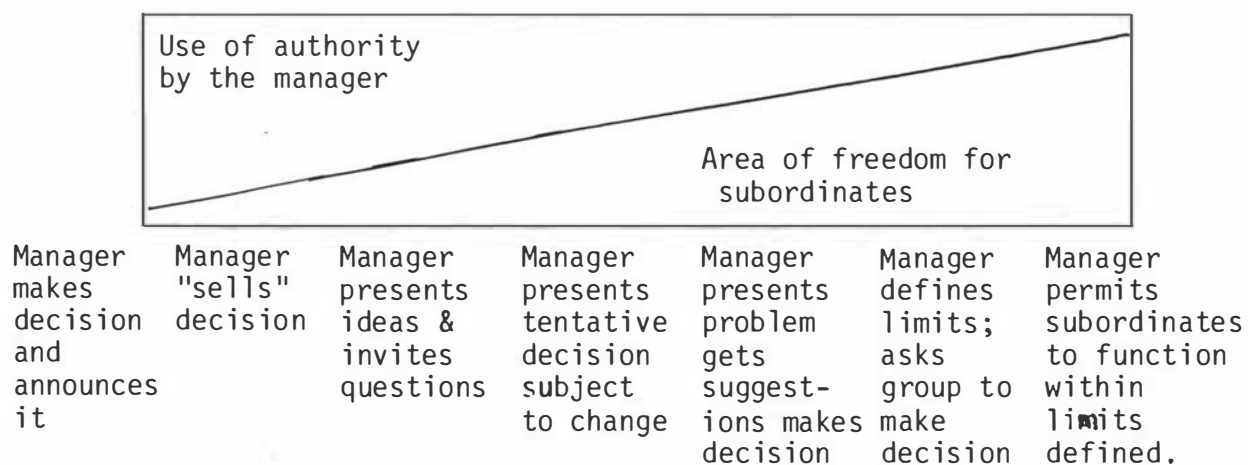 Use of authority
by the manager
Area of freedom for
subordinates
Manager
makes
decision
and
announces
it
Manager
"sells"
decision
Manager
presents
ideas &
invites
questions
Manager
presents
tentative
decision
subject
to change
Manager
presents
problem
gets
suggest-
ions makes
decision
Manager
defines
limits;
asks
group to
make
decision
Manager
permits
subordinates
to function
within
limits
defined.